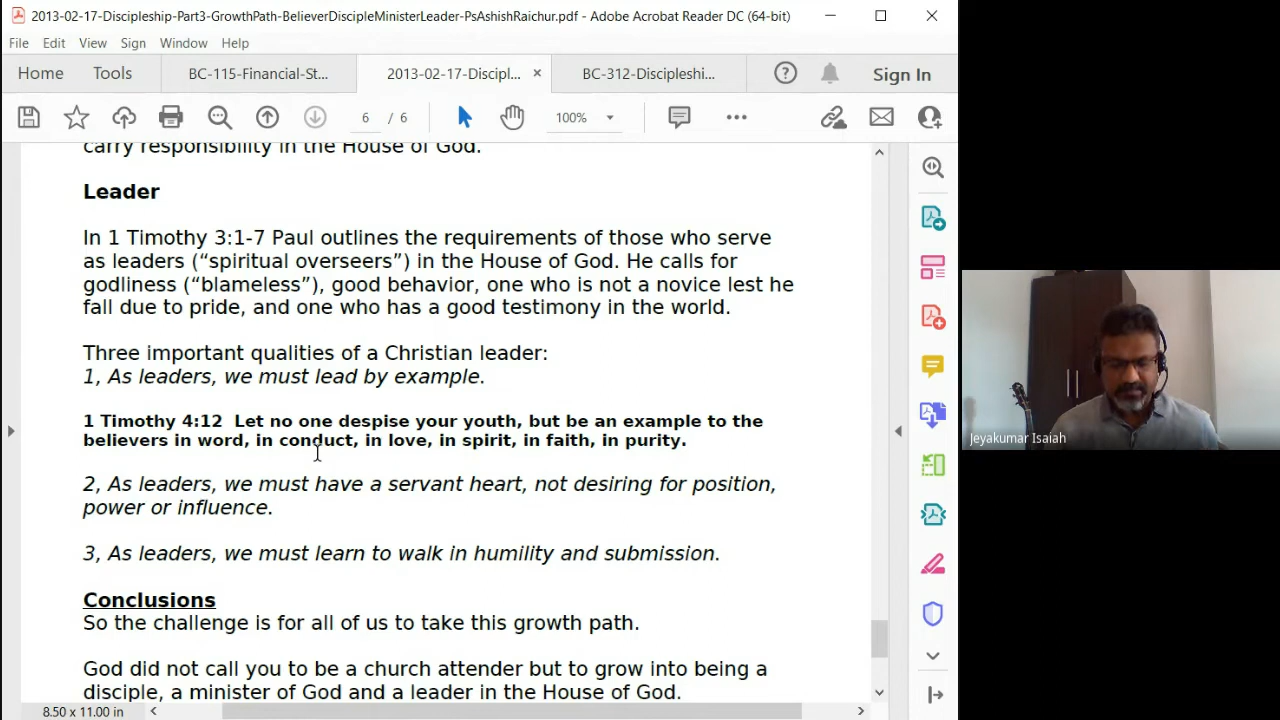 2013-02-17-Discipleship-Part3-GrowthPath-BelieverDiscipleMinisterLeader-PsAshishRaichur.pdf - Adobe Acrobat Reader DC (64-bit)
File Edit View Sign Window Help
Home Tools BC-115-Financial-St... 2013-02-17-Discipl... BC-312-Discipleshi... Sign In
6 / 6 100%
carry responsibility in the House of God.
Leader
In 1 Timothy 3:1-7 Paul outlines the requirements of those who serve
as leaders (“spiritual overseers”) in the House of God. He calls for
godliness (“blameless”), good behavior, one who is not a novice lest he
fall due to pride, and one who has a good testimony in the world.
Three important qualities of a Christian leader:
1, As leaders, we must lead by example.
1 Timothy 4:12 Let no one despise your youth, but be an example to the
believers in word, in conduct, in love, in spirit, in faith, in purity.
2, As leaders, we must have a servant heart, not desiring for position,
power or influence.
3, As leaders, we must learn to walk in humility and submission.
Conclusions
So the challenge is for all of us to take this growth path.
God did not call you to be a church attender but to grow into being a
disciple, a minister of God and a leader in the House of God.
8.50 x 11.00 in
Jeyakumar Isaiah